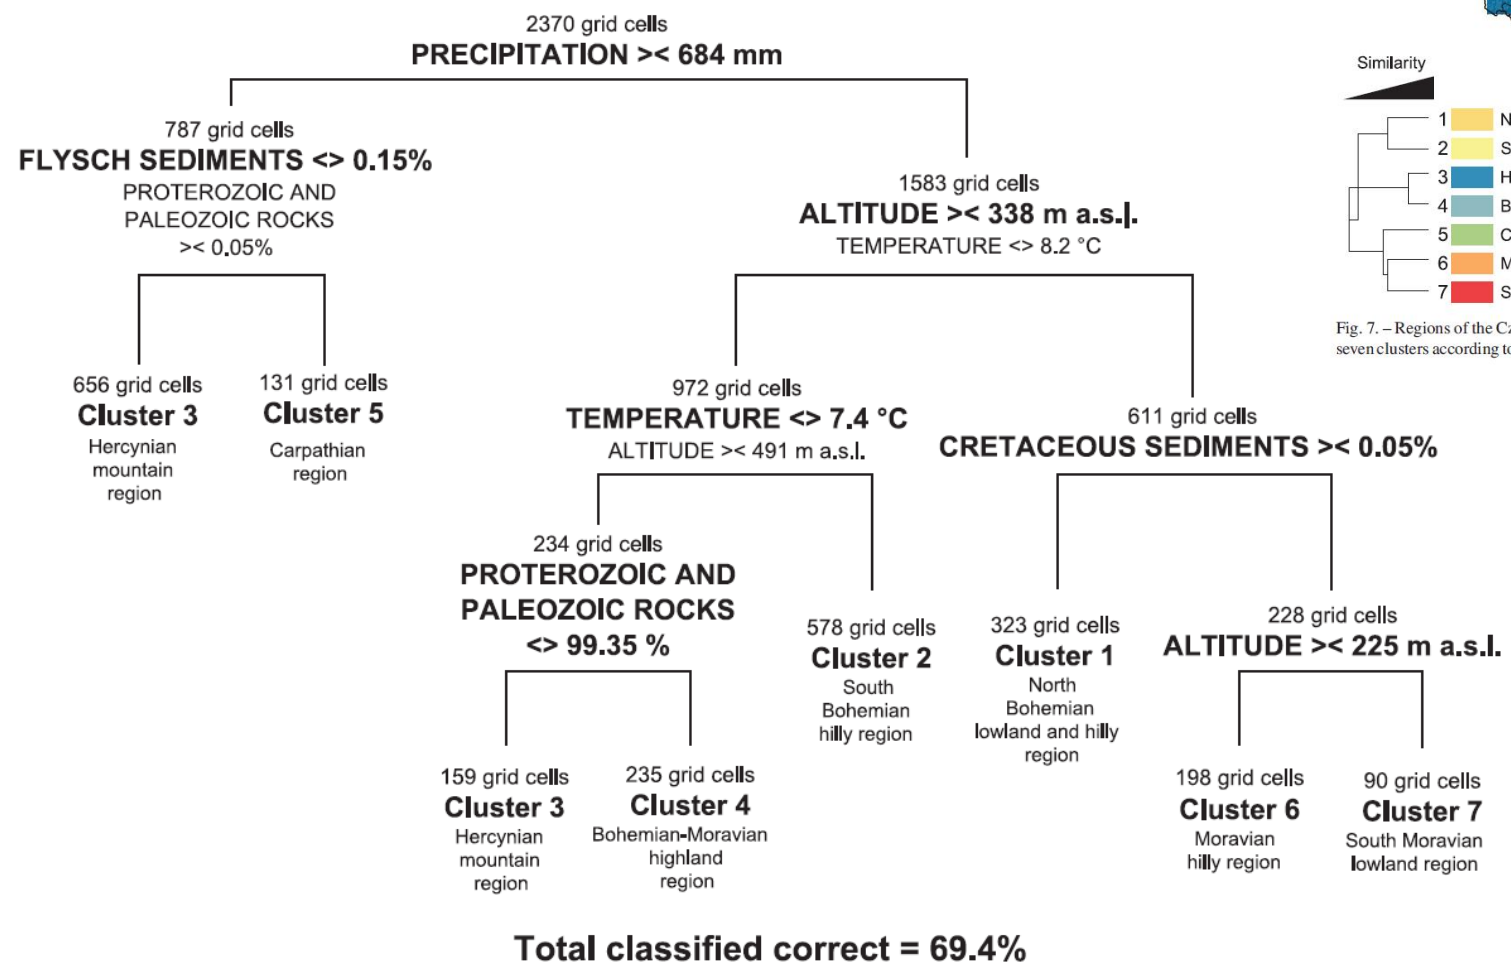 2370 grid cells
PRECIPITATION >< 684 mm
787 grid cells
FLYSCH SEDIMENTS <> 0.15%
PROTEROZOIC AND
PALEOZOIC ROCKS
>< 0.05%
1583 grid cells
ALTITUDE >< 338 m a.s.l.
TEMPERATURE <> 8.2 °C
656 grid cells
Cluster 3
Hercynian
mountain
region
131 grid cells
Cluster 5
Carpathian
region
972 grid cells
TEMPERATURE <> 7.4 °C
ALTITUDE >< 491 m a.s.l.
611 grid cells
CRETACEOUS SEDIMENTS >< 0.05%
234 grid cells
PROTEROZOIC AND
PALEOZOIC ROCKS
<> 99.35 %
578 grid cells
Cluster 2
South
Bohemian
hilly region
323 grid cells
Cluster 1
North
Bohemian
lowland and hilly
region
228 grid cells
ALTITUDE >< 225 m a.s.l.
159 grid cells
Cluster 3
Hercynian
mountain
region
235 grid cells
Cluster 4
Bohemian-Moravian
highland
region
198 grid cells
Cluster 6
Moravian
hilly region
90 grid cells
Cluster 7
South Moravian
lowland region
Total classified correct = 69.4%
Similarity
1 N
2 S
3 H
4 B
5 C
6 M
7 S
Fig. 7. – Regions of the Cz
seven clusters according to